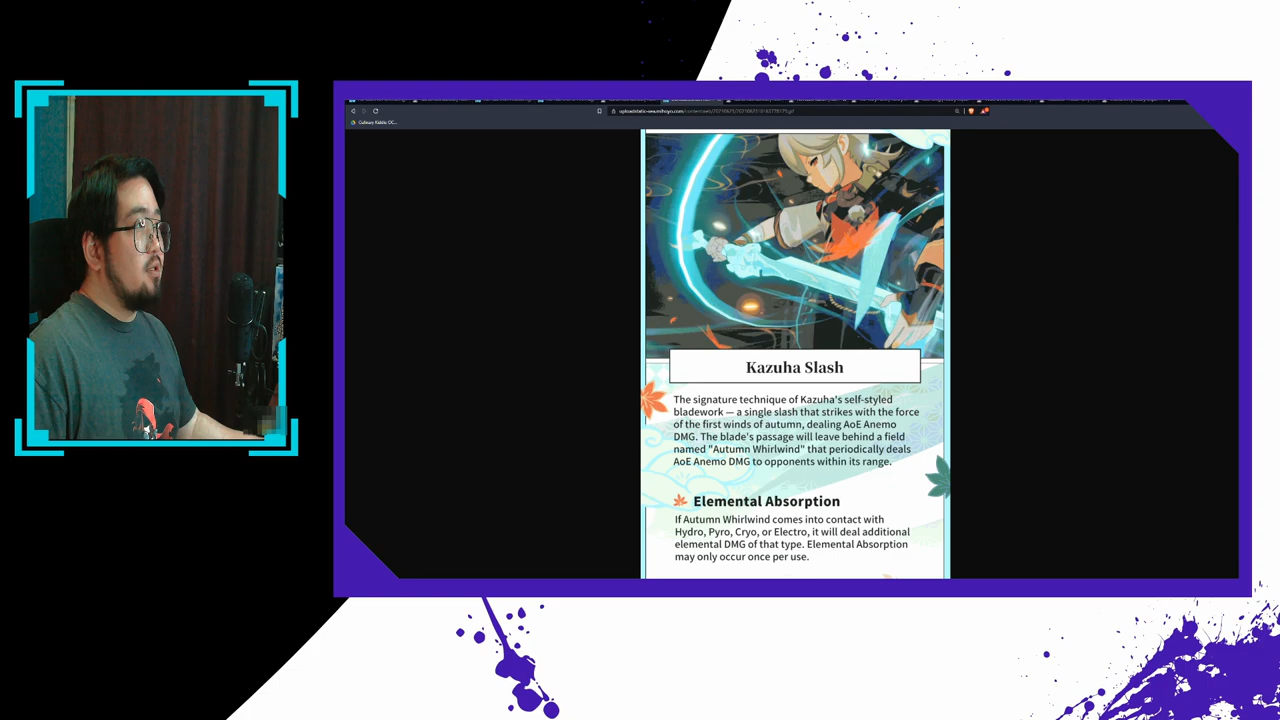 Kazuha Slash
The signature technique of Kazuha's self-styled
bladework — a single slash that strikes with the force
of the first winds of autumn, dealing AoE Anemo
DMG. The blade's passage will leave behind a field
named "Autumn Whirlwind" that periodically deals
AoE Anemo DMG to opponents within its range.
Elemental Absorption
If Autumn Whirlwind comes into contact with
Hydro, Pyro, Cryo, or Electro, it will deal additional
elemental DMG of that type. Elemental Absorption
may only occur once per use.